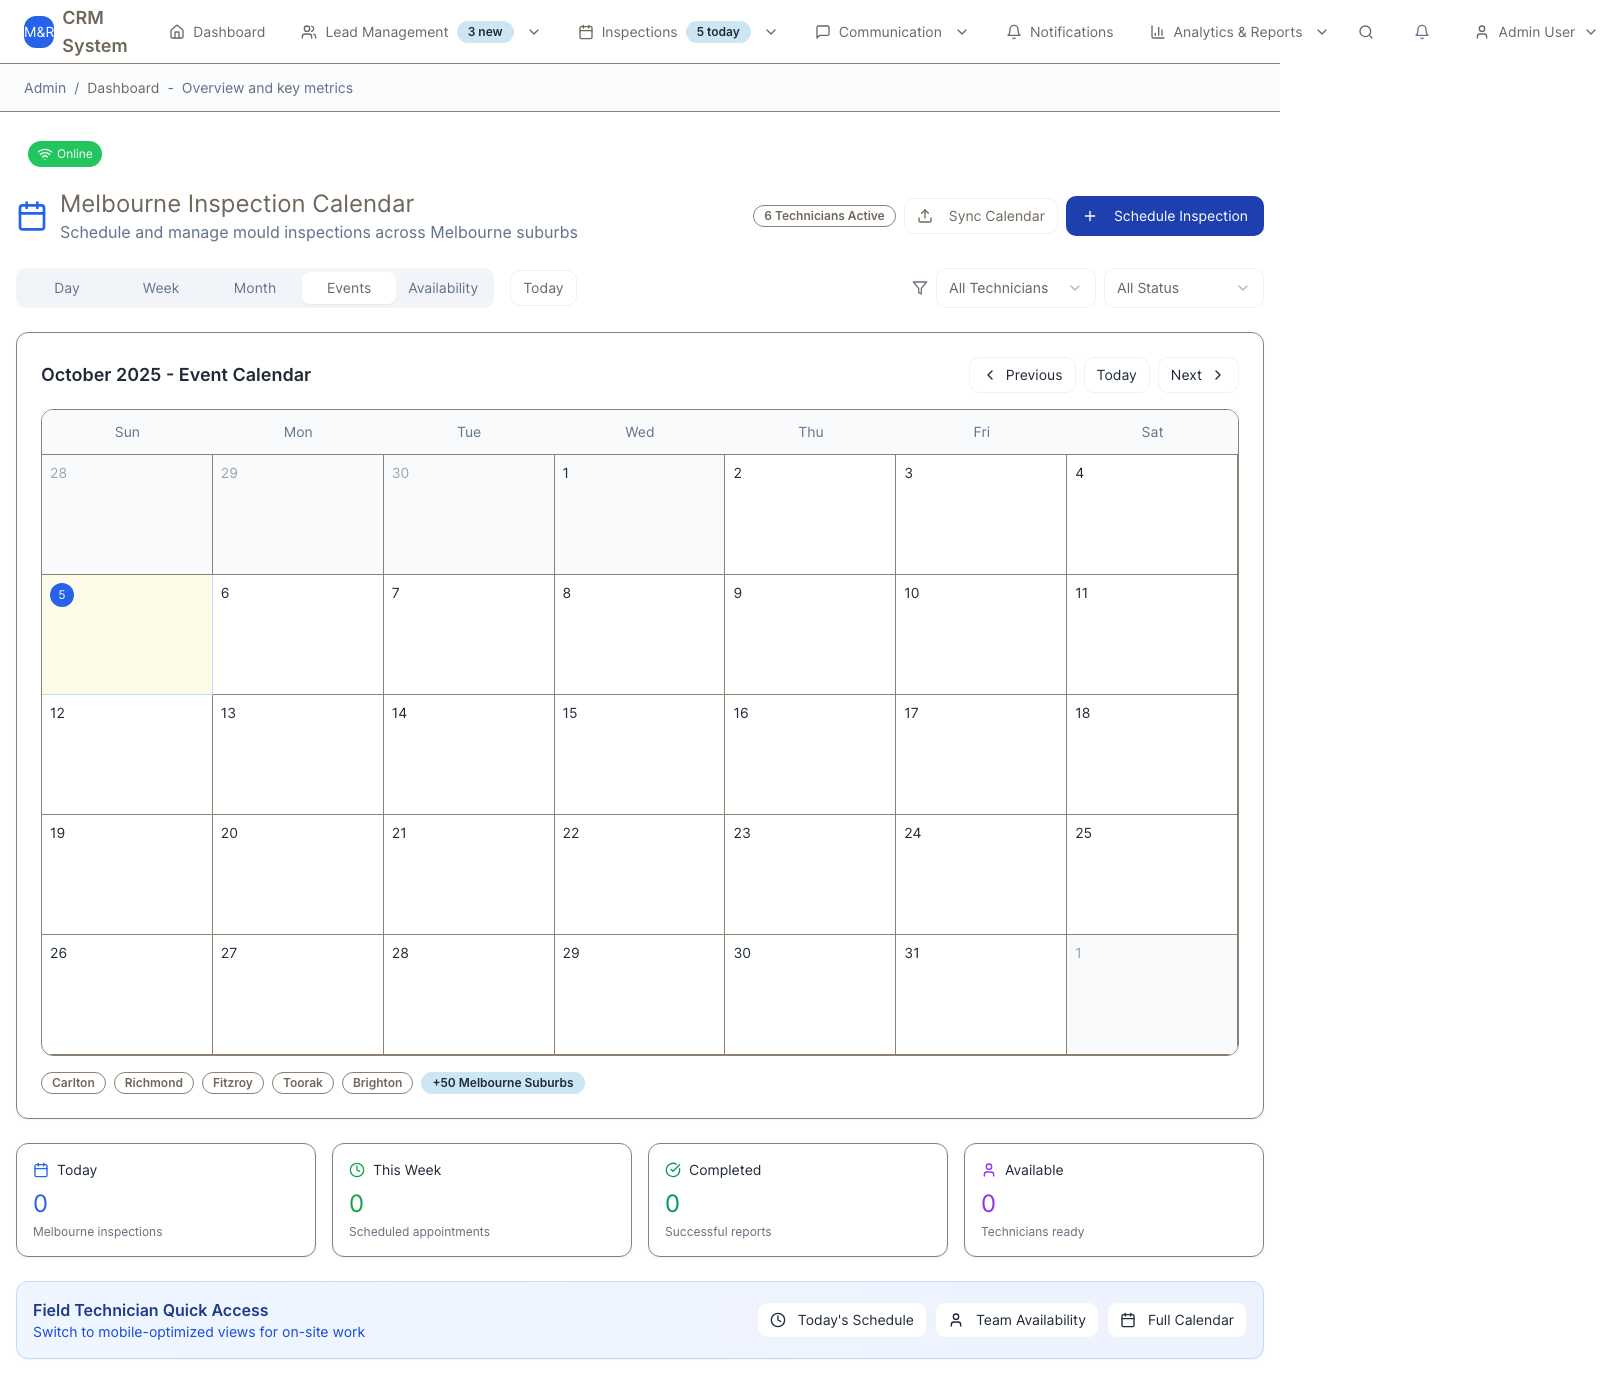 M&R
CRM
System
Dashboard
Lead Management 3 new
Inspections 5 today
Communication
Notifications
Analytics & Reports
Admin User
Admin / Dashboard - Overview and key metrics
Online
Melbourne Inspection Calendar
Schedule and manage mould inspections across Melbourne suburbs
6 Technicians Active
Sync Calendar
Schedule Inspection
Day Week Month Events Availability
Today
All Technicians
All Status
October 2025 - Event Calendar
Previous
Today
Next
Sun Mon Tue Wed Thu Fri Sat
28 29 30 1 2 3 4
5 6 7 8 9 10 11
12 13 14 15 16 17 18
19 20 21 22 23 24 25
26 27 28 29 30 31 1
Carlton Richmond Fitzroy Toorak Brighton +50 Melbourne Suburbs
Today
0
Melbourne inspections
This Week
0
Scheduled appointments
Completed
0
Successful reports
Available
0
Technicians ready
Field Technician Quick Access
Switch to mobile-optimized views for on-site work
Today's Schedule
Team Availability
Full Calendar